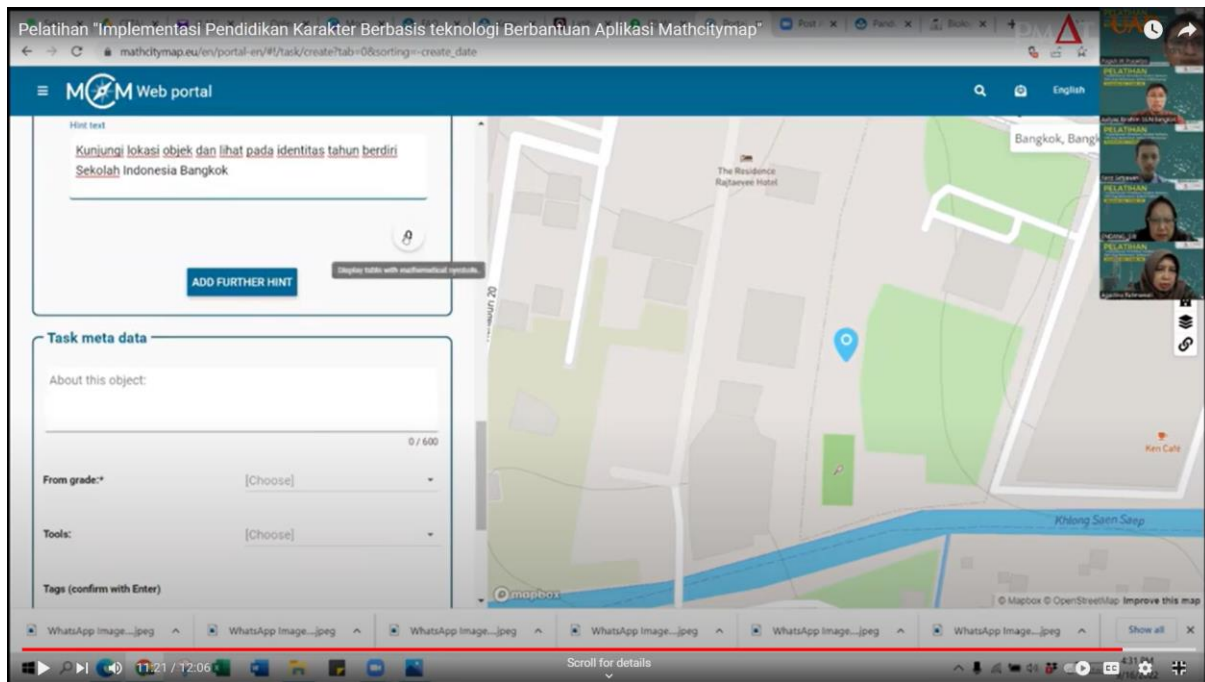 Pelatihan "Implementasi Pendidikan Karakter Berbasis teknologi Berbantuan Aplikasi Mathcitymap"
mathcitymap.eu/en/portal-en/#!/task/create?tab=0&sorting=-create_date
MCM Web portal
English
PELATIHAN
PELATIHAN
PELATIHAN
PELATIHAN
Hint text
Kunjungi lokasi objek dan lihat pada identitas tahun berdiri
Sekolah Indonesia Bangkok
Display table with mathematical symbols.
ADD FURTHER HINT
Task meta data
About this object:
0 / 600
From grade:*
[Choose]
Tools:
[Choose]
Tags (confirm with Enter)
Bangkok,
The Residence
Rajtaevee Hotel
Ken Café
Khlong Saen Saep
mapbox
© Mapbox © OpenStreetMap Improve this map
WhatsApp Image....jpeg
WhatsApp Image....jpeg
WhatsApp Image....jpeg
WhatsApp Image....jpeg
WhatsApp Image....jpeg
WhatsApp Image....jpeg
Show all
11:21 / 12:06
Scroll for details
CC